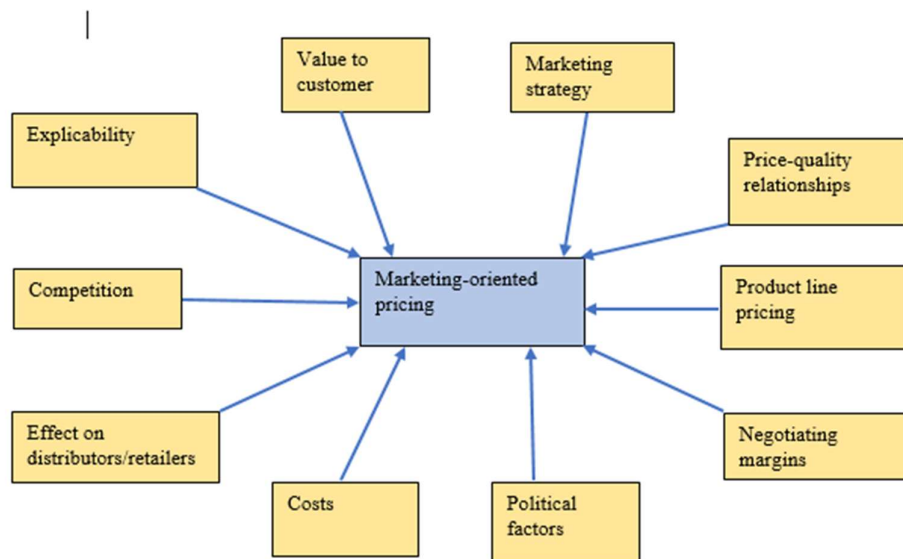 Value to
customer
Marketing
strategy
Explicability
Price-quality
relationships
Marketing-oriented
pricing
Competition
Product line
pricing
Effect on
distributors/retailers
Negotiating
margins
Costs
Political
factors